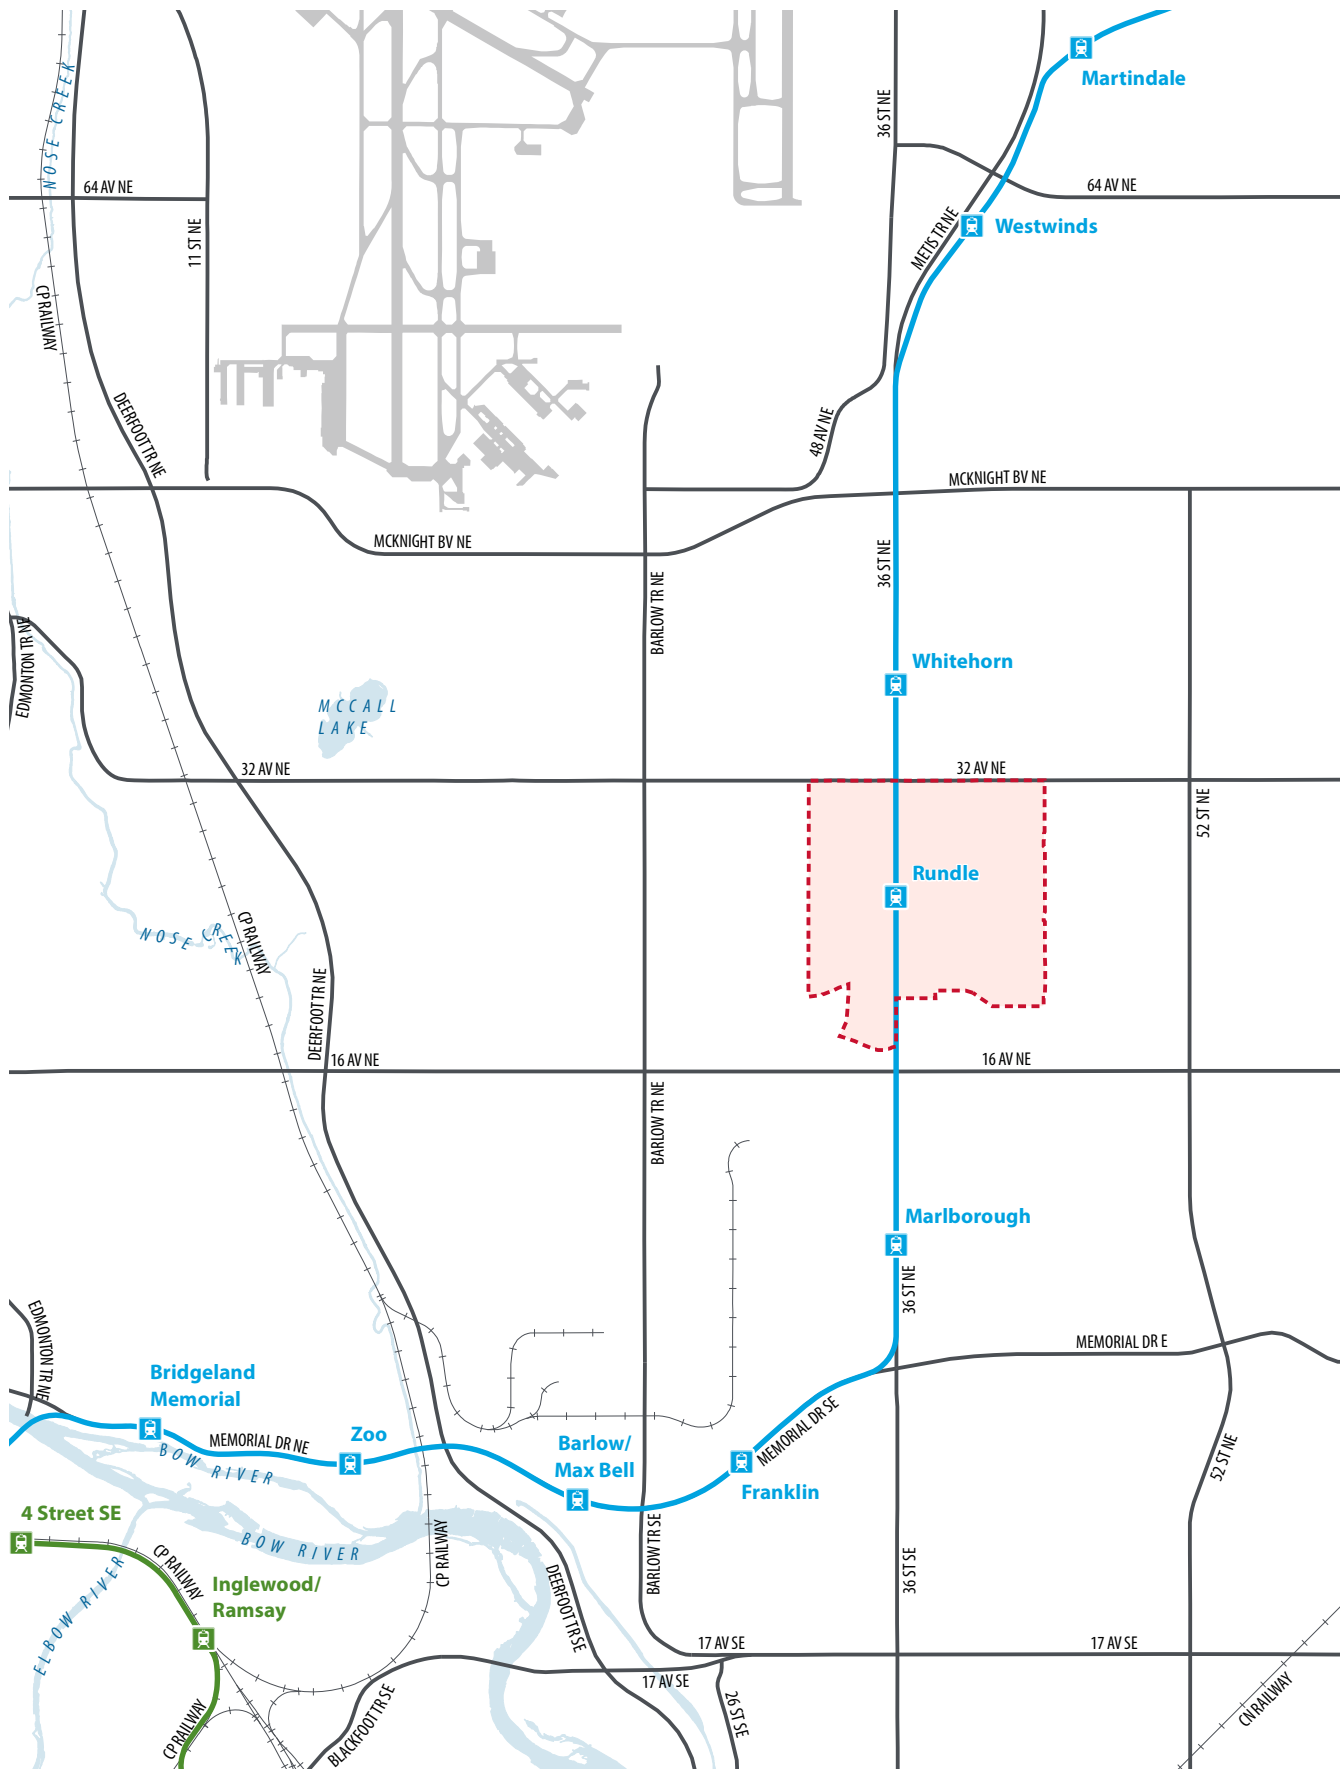 Martindale
NOSE CREEK
36 ST NE
64 AV NE
64 AV NE
11 ST NE
METIS TR NE
Westwinds
CP RAILWAY
DEERFOOT TR NE
48 AV NE
MCKNIGHT BV NE
MCKNIGHT BV NE
36 ST NE
BARLOW TR NE
EDMONTON TR NE
Whitehorn
MCCALL
LAKE
32 AV NE
32 AV NE
52 ST NE
Rundle
NOSE CREEK
CP RAILWAY
DEERFOOT TR NE
16 AV NE
16 AV NE
BARLOW TR NE
Marlborough
36 ST NE
EDMONTON TR NE
MEMORIAL DR E
Bridgeland
Memorial
MEMORIAL DR NE
Zoo
Barlow/
Max Bell
MEMORIAL DR SE
Franklin
52 ST NE
BOW RIVER
4 Street SE
BOW RIVER
CP RAILWAY
CP RAILWAY
BARLOW TR SE
36 ST SE
Inglewood/
Ramsay
ELBOW RIVER
DEERFOOT TR SE
17 AV SE
17 AV SE
17 AV SE
26 ST SE
CP RAILWAY
BLACKFOOT TR SE
CN RAILWAY